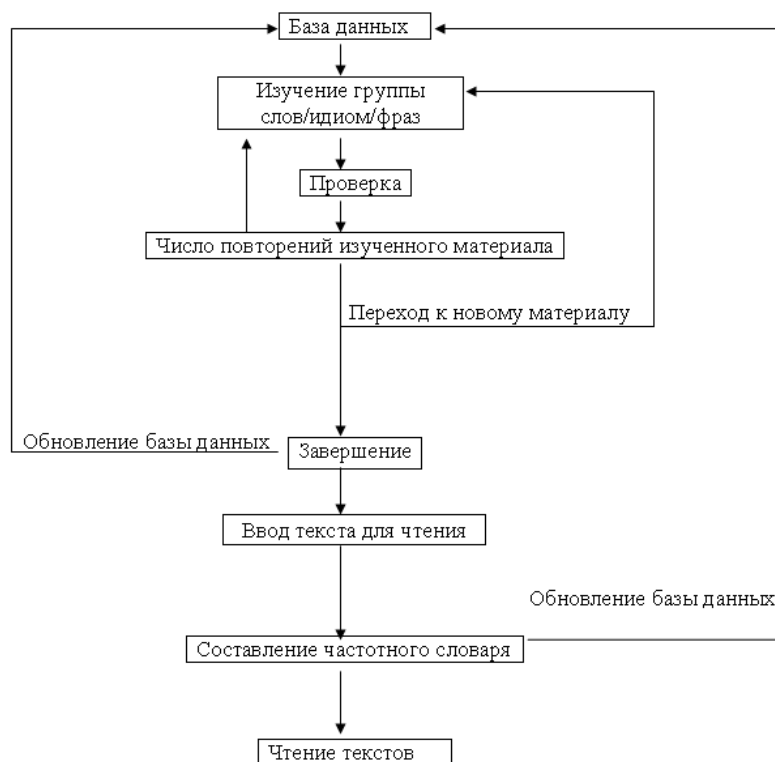 База данных
Изучение группы
слов/идиом/фраз
Проверка
Число повторений изученного материала
Переход к новому материалу
Обновление базы данных
Завершение
Ввод текста для чтения
Обновление базы данных
Составление частотного словаря
Чтение текстов